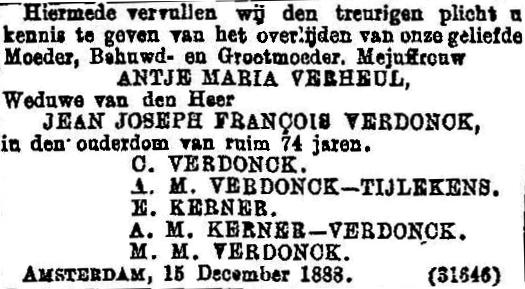 Hiermede vervullen wij den treurigen plicht u
kennis te geven van het overlijden van onze geliefde
Moeder, Behuwd- en Grootmoeder, Mejuffrouw
ANTJE MARIA VERHEUL,
Weduwe van den Heer
JEAN JOSEPH FRANÇOIS VERDONCK,
in den ouderdom van ruim 74 jaren.
C. VERDONCK.
A. M. VERDONCK—TIJLEKENS.
E. KERNER.
A. M. KERNER—VERDONCK.
M. M. VERDONCK.
AMSTERDAM, 15 December 1888. (31646)